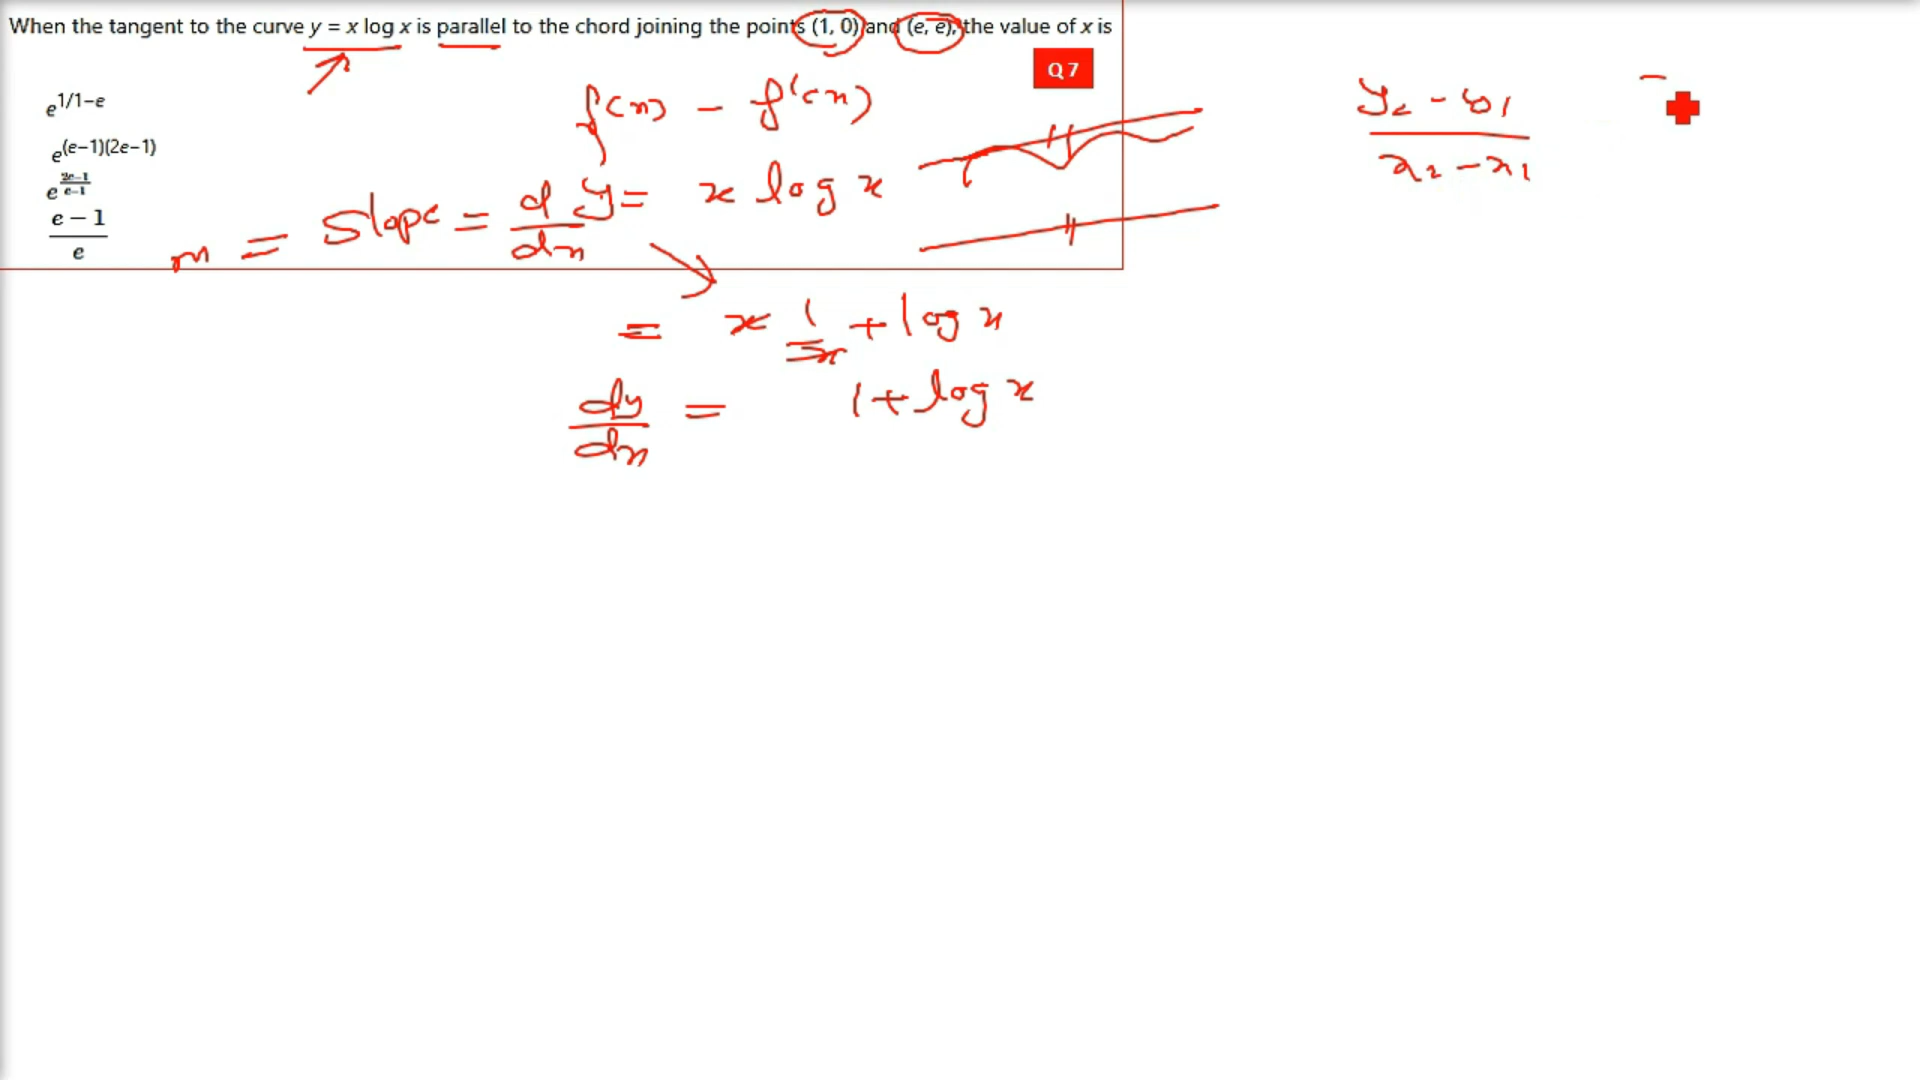 When the tangent to the curve y = x log x is parallel to the chord joining the points (1, 0) and (e, e), the value of x is
Q7
e^1/1−e
e^(e−1)(2e−1)
e^(2e−1)/(e−1)
e − 1
e
f(x) - f'(x)
m = Slope = d/dx y = x log x
= x 1/x + log x
dy/dx = 1 + log x
y2 - y1
x2 - x1